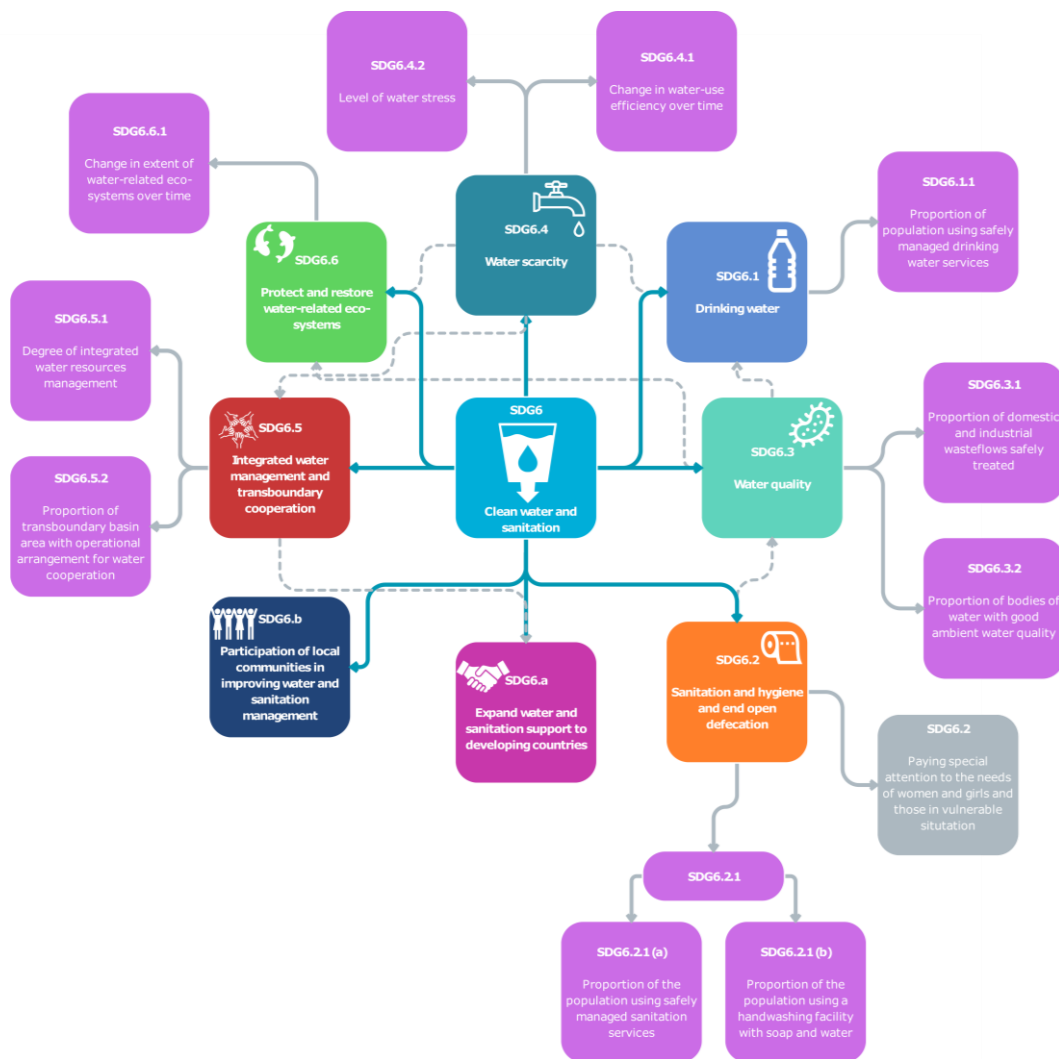 SDG6.4.2
Level of water stress
SDG6.4.1
Change in water-use
efficiency over time
SDG6.6.1
Change in extent of
water-related eco-
systems over time
SDG6.4
Water scarcity
SDG6.1.1
Proportion of
population using safely
managed drinking
water services
SDG6.6
Protect and restore
water-related eco-
systems
SDG6.1
Drinking water
SDG6.5.1
Degree of integrated
water resources
management
SDG6.5
Integrated water
management and
transboundary
cooperation
SDG6
Clean water and
sanitation
SDG6.3
Water quality
SDG6.3.1
Proportion of domestic
and industrial
wasteflows safely
treated
SDG6.5.2
Proportion of
transboundary basin
area with operational
arrangement for water
cooperation
SDG6.3.2
Proportion of bodies of
water with good
ambient water quality
SDG6.b
Participation of local
communities in
improving water and
sanitation
management
SDG6.a
Expand water and
sanitation support to
developing countries
SDG6.2
Sanitation and hygiene
and end open
defecation
SDG6.2
Paying special
attention to the needs
of women and girls and
those in vulnerable
situtation
SDG6.2.1
SDG6.2.1 (a)
Proportion of the
population using safely
managed sanitation
services
SDG6.2.1 (b)
Proportion of the
population using a
handwashing facility
with soap and water